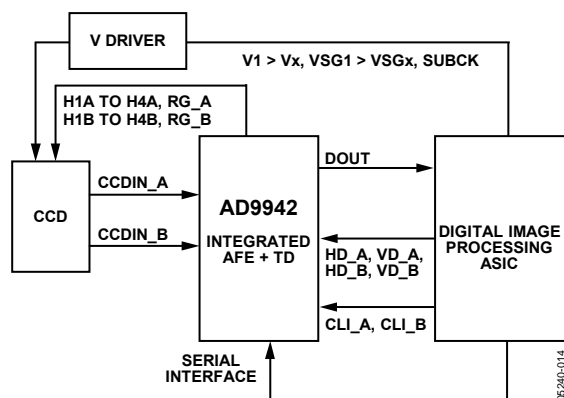 V DRIVER
V1 > Vx, VSG1 > VSGx, SUBCK
H1A TO H4A, RG_A
H1B TO H4B, RG_B
CCD
CCDIN_A
CCDIN_B
AD9942
INTEGRATED
AFE + TD
DOUT
HD_A, VD_A,
HD_B, VD_B
CLI_A, CLI_B
DIGITAL IMAGE
PROCESSING
ASIC
SERIAL
INTERFACE
05240-014